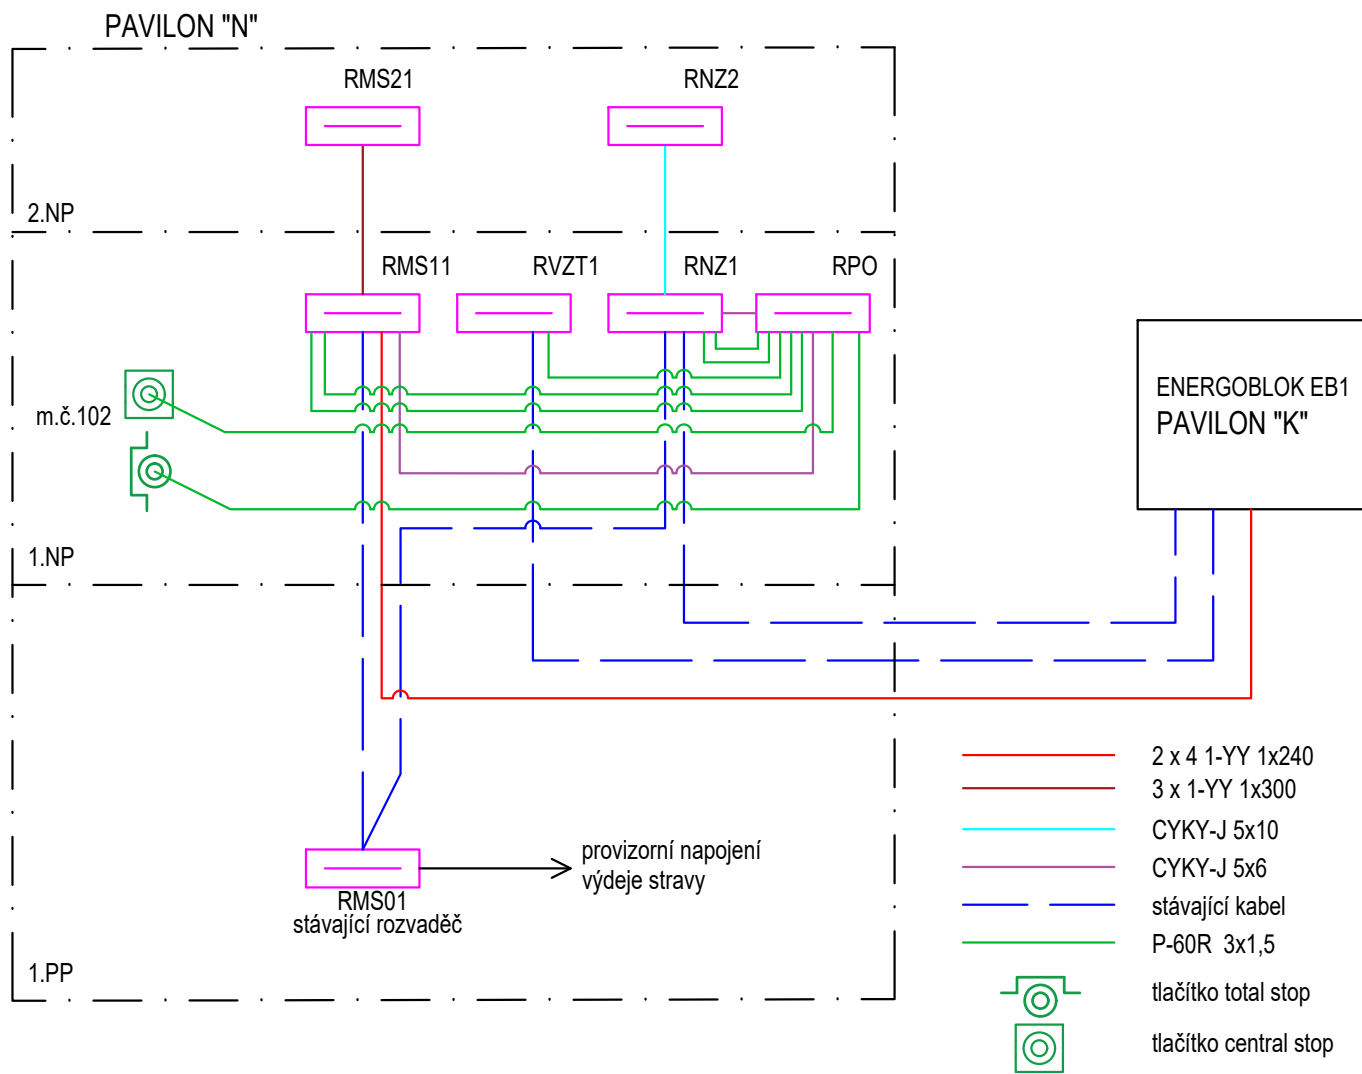 PAVILON "N"
RMS21
RNZ2
2.NP
RMS11
RVZT1
RNZ1
RPO
m.č.102
ENERGOBLOK EB1
PAVILON "K"
1.NP
2 x 4 1-YY 1x240
3 x 1-YY 1x300
CYKY-J 5x10
CYKY-J 5x6
stávající kabel
P-60R  3x1,5
tlačítko total stop
tlačítko central stop
provizorní napojení
výdeje stravy
RMS01
stávající rozvaděč
1.PP